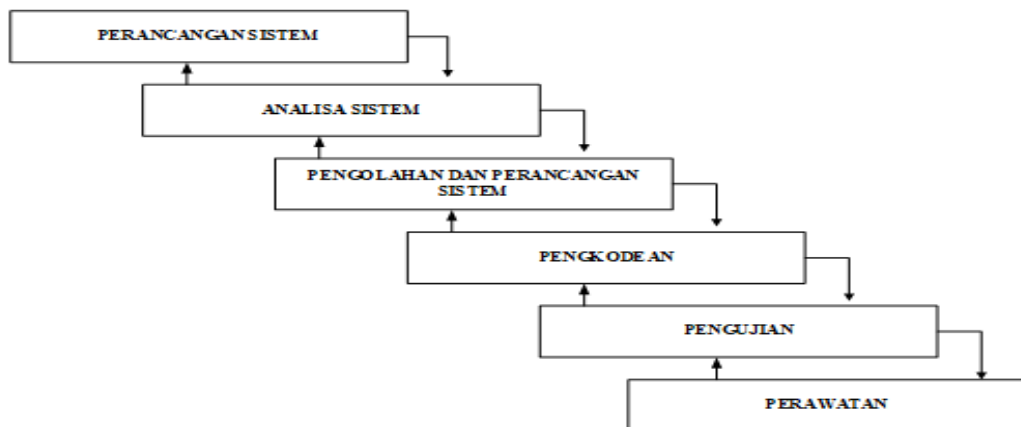 PERANCANGAN SISTEM
ANALISA SISTEM
PENGOLAHAN DAN PERANCANGAN
SISTEM
PENGKODEAN
PENGUJIAN
PERAWATAN